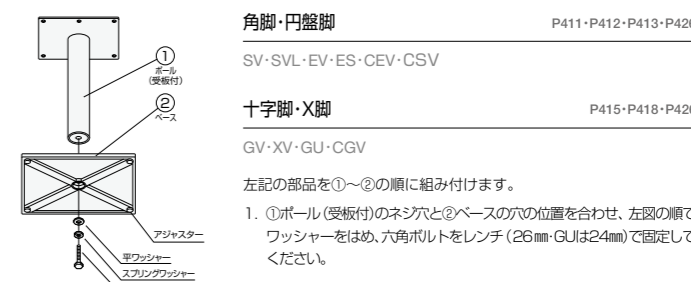 ①
ポール
(受板付)
②
ベース
アジャスター
平ワッシャー
スプリングワッシャー
角脚・円盤脚
P411・P412・P413・P420
SV・SVL・EV・ES・CEV・CSV
十字脚・X脚
P415・P418・P420
GV・XV・GU・CGV
左記の部品を①〜②の順に組み付けます。
1. ①ポール(受板付)のネジ穴と②ベースの穴の位置を合わせ、左図の順で
ワッシャーをはめ、六角ボルトをレンチ(26㎜・GUは24㎜)で固定して
ください。